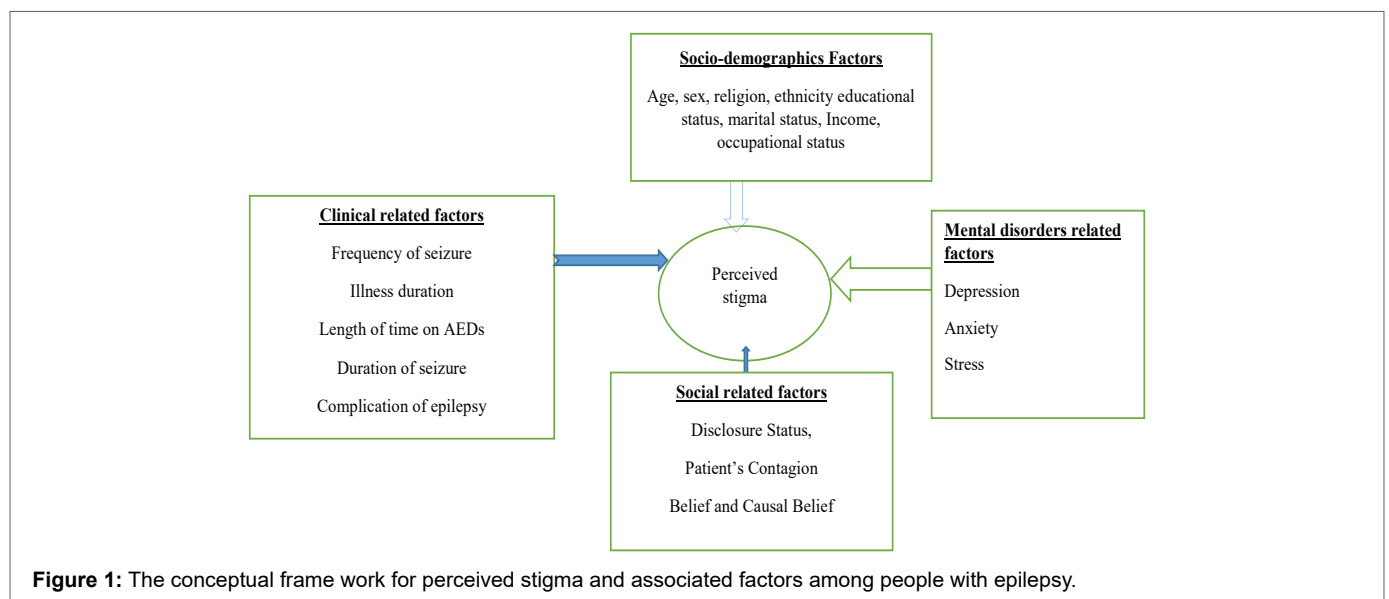 Socio-demographics Factors
Age, sex, religion, ethnicity educational
status, marital status, Income,
occupational status
Clinical related factors
Frequency of seizure
Illness duration
Length of time on AEDs
Duration of seizure
Complication of epilepsy
Perceived
stigma
Mental disorders related
factors
Depression
Anxiety
Stress
Social related factors
Disclosure Status,
Patient’s Contagion
Belief and Causal Belief
Figure 1: The conceptual frame work for perceived stigma and associated factors among people with epilepsy.